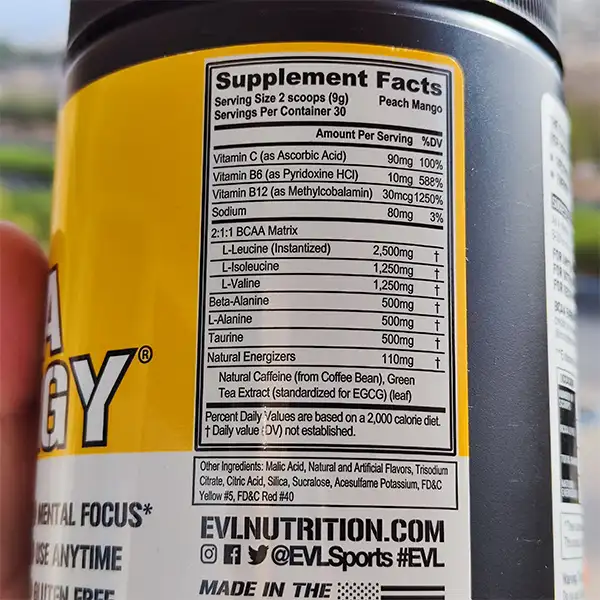 Supplement Facts
Serving Size 2 scoops (9g) Peach Mango
Servings Per Container 30
Amount Per Serving %DV
Vitamin C (as Ascorbic Acid) 90mg 100%
Vitamin B6 (as Pyridoxine HCl) 10mg 588%
Vitamin B12 (as Methylcobalamin) 30mcg 1250%
Sodium 80mg 3%
2:1:1 BCAA Matrix
L-Leucine (Instantized) 2,500mg †
L-Isoleucine 1,250mg †
L-Valine 1,250mg †
Beta-Alanine 500mg †
L-Alanine 500mg †
Taurine 500mg †
Natural Energizers 110mg †
Natural Caffeine (from Coffee Bean), Green
Tea Extract (standardized for EGCG) (leaf)
Percent Daily Values are based on a 2,000 calorie diet.
† Daily value (DV) not established.
Other Ingredients: Malic Acid, Natural and Artificial Flavors, Trisodium
Citrate, Citric Acid, Silica, Sucralose, Acesulfame Potassium, FD&C
Yellow #5, FD&C Red #40
EVLNUTRITION.COM
@EVLSports #EVL
MADE IN THE
A
GY®
MENTAL FOCUS*
USE ANYTIME
GLUTEN FREE